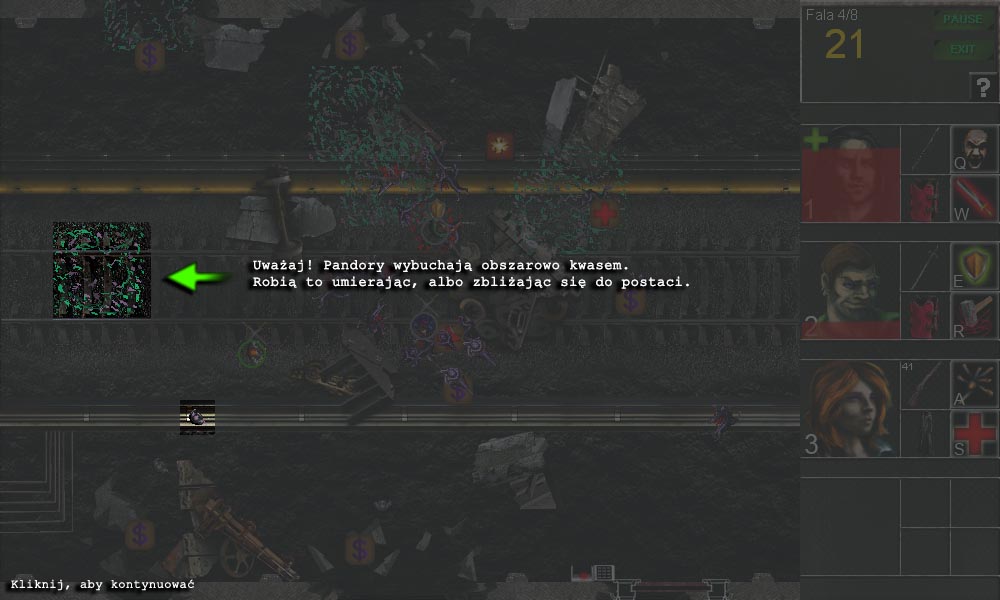 Fala 4/8
PAUSE
21
EXIT
?
Q
1
W
Uważaj! Pandory wybuchają obszarowo kwasem.
Robią to umierając, albo zbliżając się do postaci.
E
2
R
41
A
3
S
Kliknij, aby kontynuować